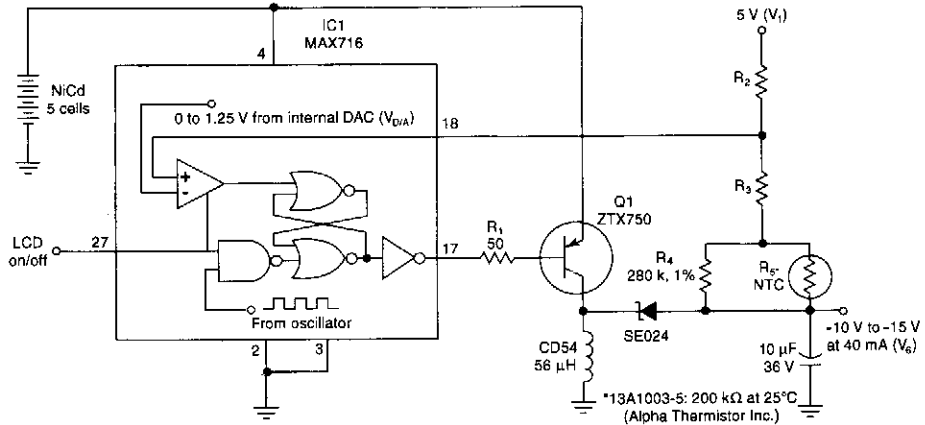 IC1
MAX716
4
5 V (V₁)
NiCd
5 cells
R₂
0 to 1.25 V from internal DAC (V_D/A)
18
+
-
R₃
Q1
ZTX750
LCD
on/off
27
17
R₁
50
R₄
280 k, 1%
R₅*
NTC
From oscillator
SE024
-10 V to -15 V
at 40 mA (V₆)
2
3
CD54
56 μH
10 μF
36 V
*13A1003-5: 200 kΩ at 25°C
(Alpha Thermistor Inc.)